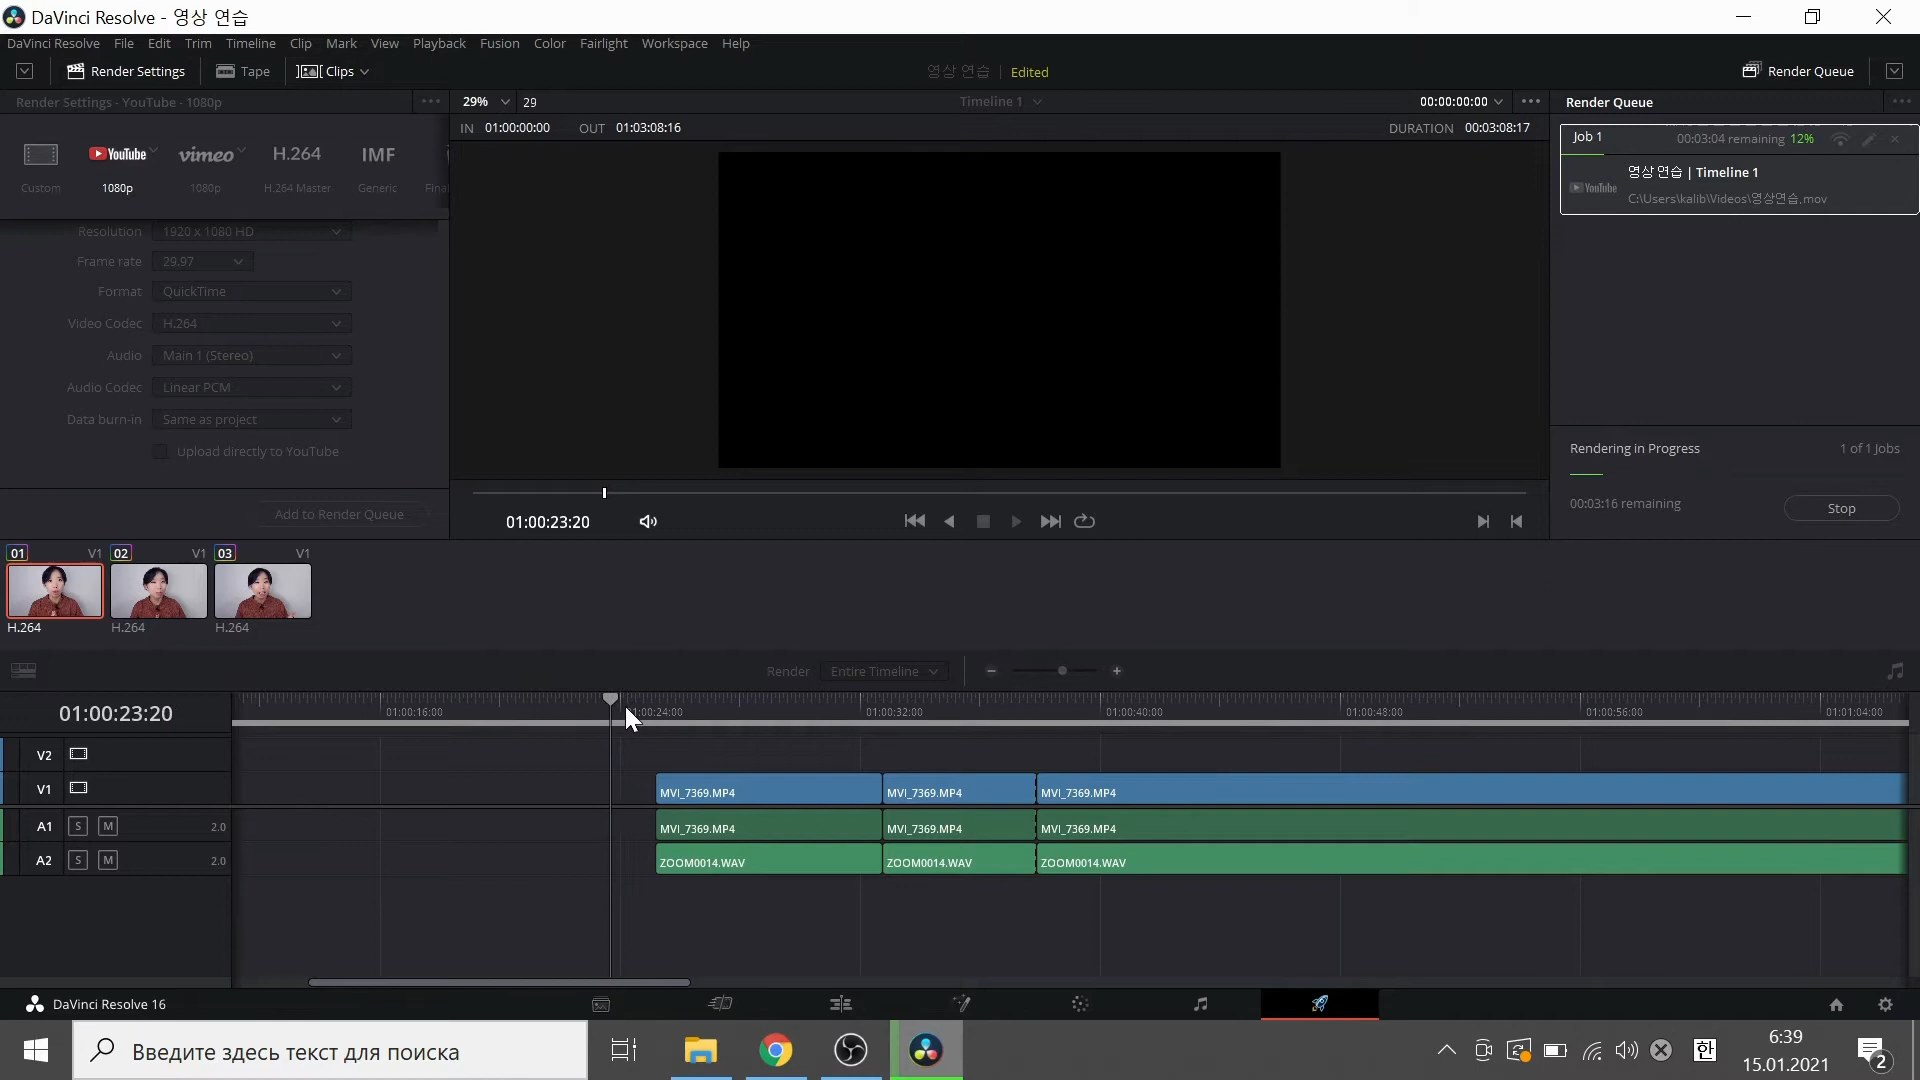 DaVinci Resolve - 영상 연습
DaVinci Resolve File Edit Trim Timeline Clip Mark View Playback Fusion Color Fairlight Workspace Help
Render Settings Tape Clips 영상 연습 Edited Render Queue
Render Settings - YouTube - 1080p 29% 29 Timeline 1 00:00:00:00 Render Queue
IN 01:00:00:00 OUT 01:03:08:16 DURATION 00:03:08:17
Job 1 00:03:04 remaining 12%
YouTube vimeo H.264 IMF
Custom 1080p 1080p H.264 Master Generic Fina
영상 연습 | Timeline 1
YouTube
C:\Users\kalib\Videos\영상연습.mov
Resolution 1920 x 1080 HD
Frame rate 29.97
Format QuickTime
Video Codec H.264
Audio Main 1 (Stereo)
Audio Codec Linear PCM
Data burn-in Same as project
Upload directly to YouTube
Rendering in Progress 1 of 1 Jobs
00:03:16 remaining Stop
Add to Render Queue
01:00:23:20
01 V1 02 V1 03 V1
H.264 H.264 H.264
Render Entire Timeline
01:00:23:20
01:00:16:00 :00:24:00 01:00:32:00 01:00:40:00 01:00:48:00 01:00:56:00 01:01:04:00
V2
V1 MVI_7369.MP4 MVI_7369.MP4 MVI_7369.MP4
A1 S M 2.0 MVI_7369.MP4 MVI_7369.MP4 MVI_7369.MP4
A2 S M 2.0 ZOOM0014.WAV ZOOM0014.WAV ZOOM0014.WAV
DaVinci Resolve 16
Введите здесь текст для поиска
한
6:39
15.01.2021
2